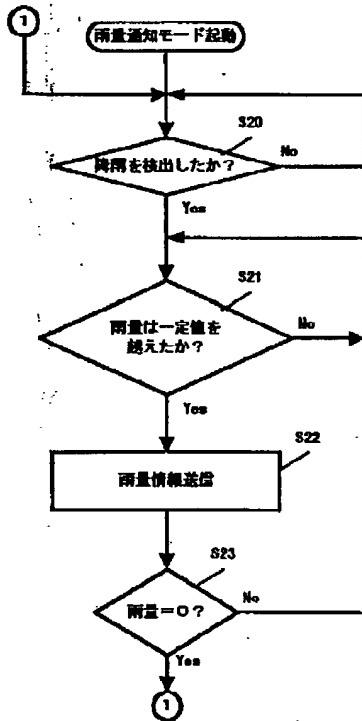 1
雨量通知モード起動
S20
降雨を検出したか?
No
Yes
S21
雨量は一定値を
越えたか?
No
Yes
S22
雨量情報送信
S23
雨量=0?
No
Yes
1